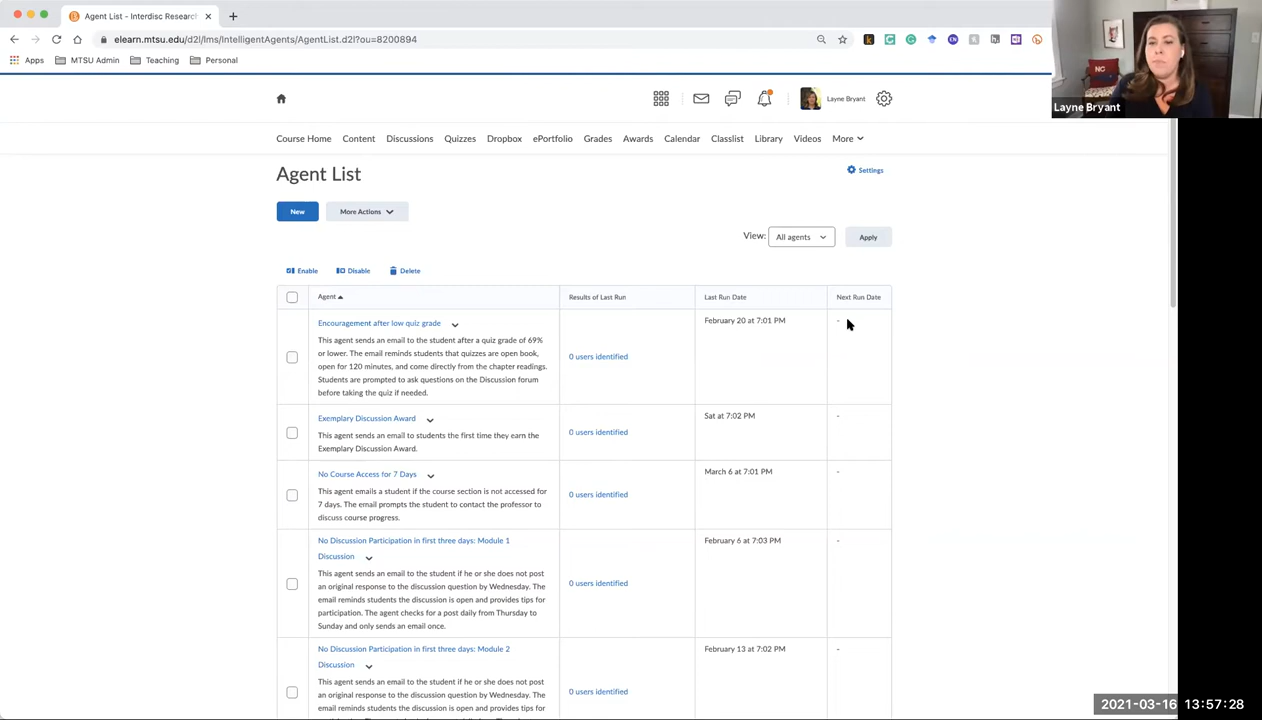 Agent List - Interdisc Research
elearn.mtsu.edu/d2l/lms/IntelligentAgents/AgentList.d2l?ou=8200894
Apps MTSU Admin Teaching Personal
NC
Layne Bryant
Layne Bryant
Course Home Content Discussions Quizzes Dropbox ePortfolio Grades Awards Calendar Classlist Library Videos More
Agent List
Settings
New More Actions
View: All agents Apply
Enable Disable Delete
Agent Results of Last Run Last Run Date Next Run Date
Encouragement after low quiz grade
This agent sends an email to the student after a quiz grade of 69%
or lower. The email reminds students that quizzes are open book,
open for 120 minutes, and come directly from the chapter readings.
Students are prompted to ask questions on the Discussion forum
before taking the quiz if needed.
0 users identified
February 20 at 7:01 PM
-
Exemplary Discussion Award
This agent sends an email to students the first time they earn the
Exemplary Discussion Award.
0 users identified
Sat at 7:02 PM
-
No Course Access for 7 Days
This agent emails a student if the course section is not accessed for
7 days. The email prompts the student to contact the professor to
discuss course progress.
0 users identified
March 6 at 7:01 PM
-
No Discussion Participation in first three days: Module 1
Discussion
This agent sends an email to the student if he or she does not post
an original response to the discussion question by Wednesday. The
email reminds students the discussion is open and provides tips for
participation. The agent checks for a post daily from Thursday to
Sunday and only sends an email once.
0 users identified
February 6 at 7:03 PM
-
No Discussion Participation in first three days: Module 2
Discussion
This agent sends an email to the student if he or she does not post
an original response to the discussion question by Wednesday. The
email reminds students the discussion is open and provides tips for
0 users identified
February 13 at 7:02 PM
-
2021-03-16 13:57:28